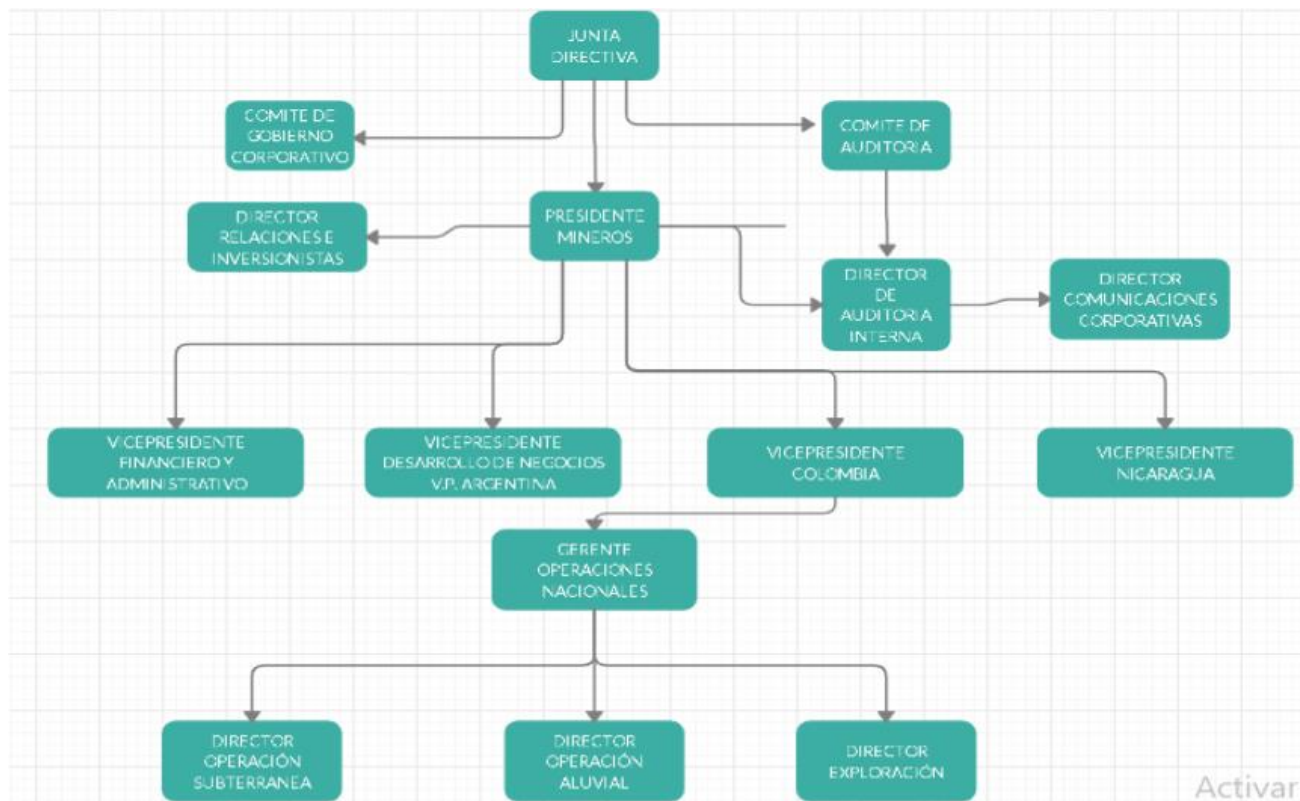 JUNTA
DIRECTIVA
COMITE DE
GOBIERNO
CORPORATIVO
COMITE DE
AUDITORIA
PRESIDENTE
MINEROS
DIRECTOR
RELACIONES E
INVERSIONISTAS
DIRECTOR
DE
AUDITORIA
INTERNA
DIRECTOR
COMUNICACIONES
CORPORATIVAS
VICEPRESIDENTE
FINANCIERO Y
ADMINISTRATIVO
VICEPRESIDENTE
DESARROLLO DE NEGOCIOS
V.P. ARGENTINA
VICEPRESIDENTE
COLOMBIA
VICEPRESIDENTE
NICARAGUA
GERENTE
OPERACIONES
NACIONALES
DIRECTOR
OPERACIÓN
SUBTERRANEA
DIRECTOR
OPERACIÓN
ALUVIAL
DIRECTOR
EXPLORACIÓN
Activar